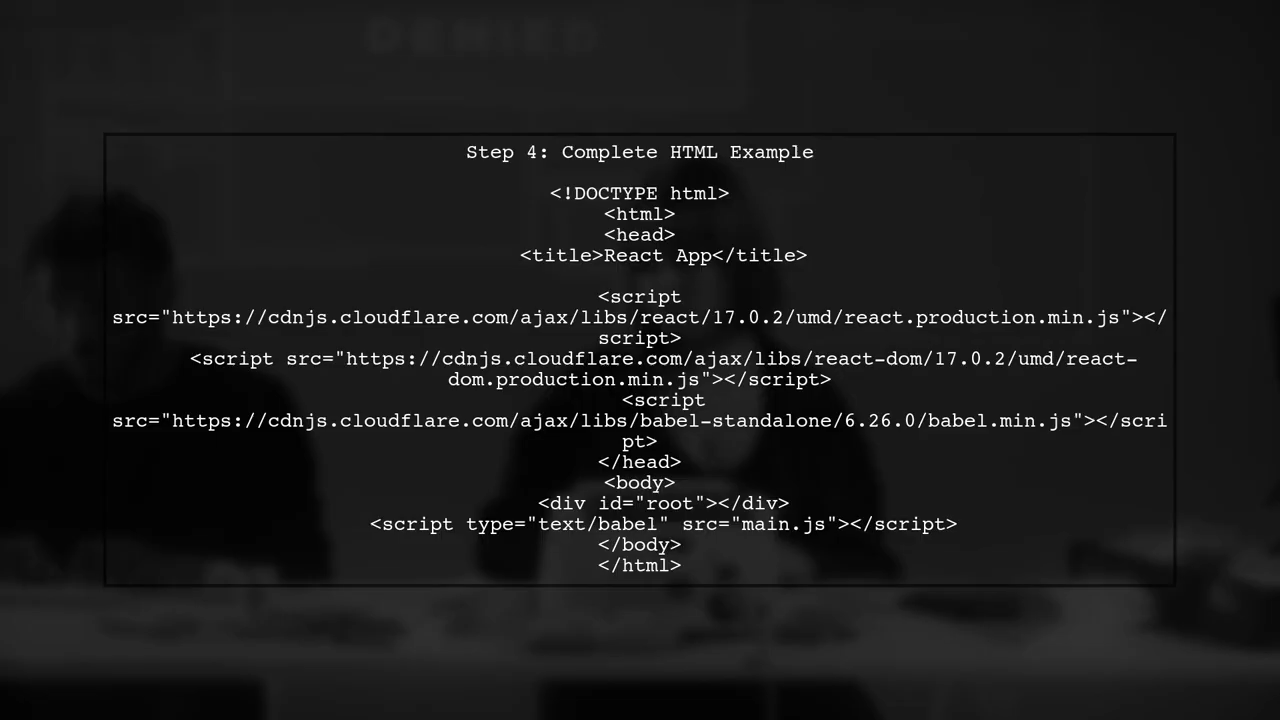 DENIED
Step 4: Complete HTML Example
<!DOCTYPE html>
<html>
<head>
<title>React App</title>
<script
src="https://cdnjs.cloudflare.com/ajax/libs/react/17.0.2/umd/react.production.min.js"></
script>
<script src="https://cdnjs.cloudflare.com/ajax/libs/react-dom/17.0.2/umd/react-
dom.production.min.js"></script>
<script
src="https://cdnjs.cloudflare.com/ajax/libs/babel-standalone/6.26.0/babel.min.js"></scri
pt>
</head>
<body>
<div id="root"></div>
<script type="text/babel" src="main.js"></script>
</body>
</html>